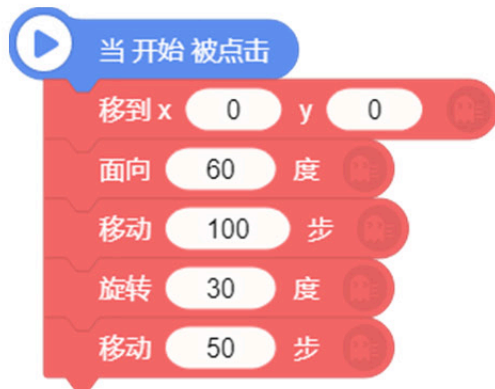 当 开始 被点击
移到 x 0 y 0
面向 60 度
移动 100 步
旋转 30 度
移动 50 步